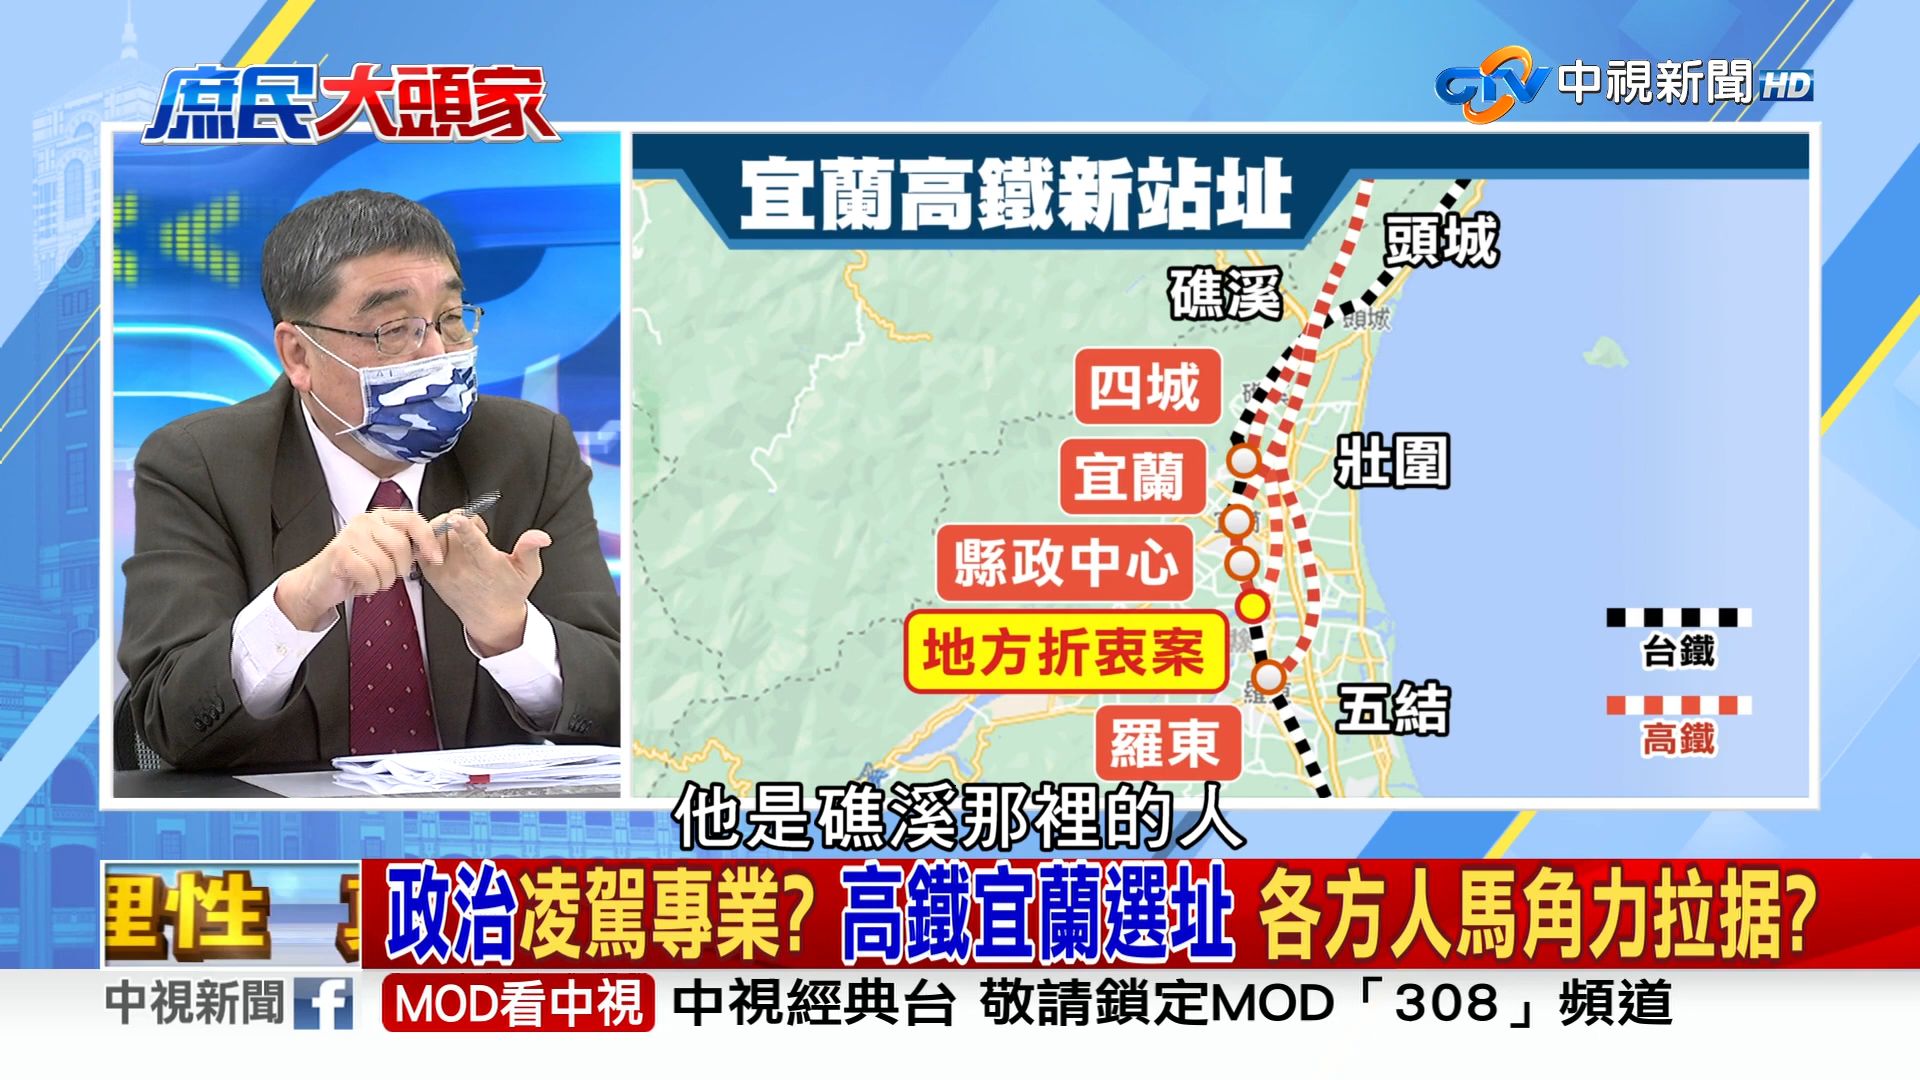 庶民大頭家
CTV中視新聞HD
宜蘭高鐵新站址
頭城
礁溪
頭城
四城
宜蘭
壯圍
縣政中心
地方折衷案
台鐵
五結
高鐵
羅東
他是礁溪那裡的人
理性
政治凌駕專業? 高鐵宜蘭選址 各方人馬角力拉据?
中視新聞 f MOD看中視 中視經典台 敬請鎖定MOD「308」頻道